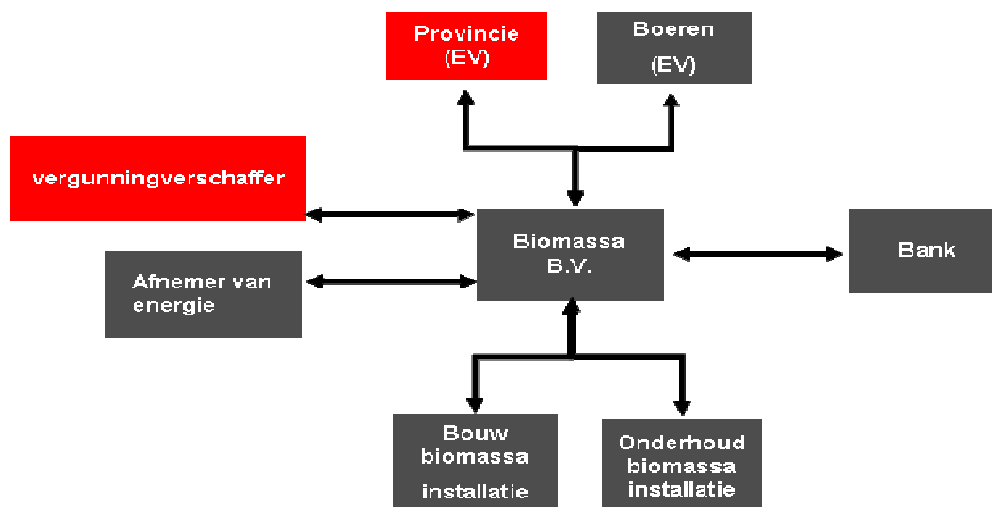 Provincie
(EV)
Boeren
(EV)
vergunningverschaffer
Biomassa
B.V.
Bank
Afnemer van
energie
Bouw
biomassa
installatie
Onderhoud
biomassa
installatie